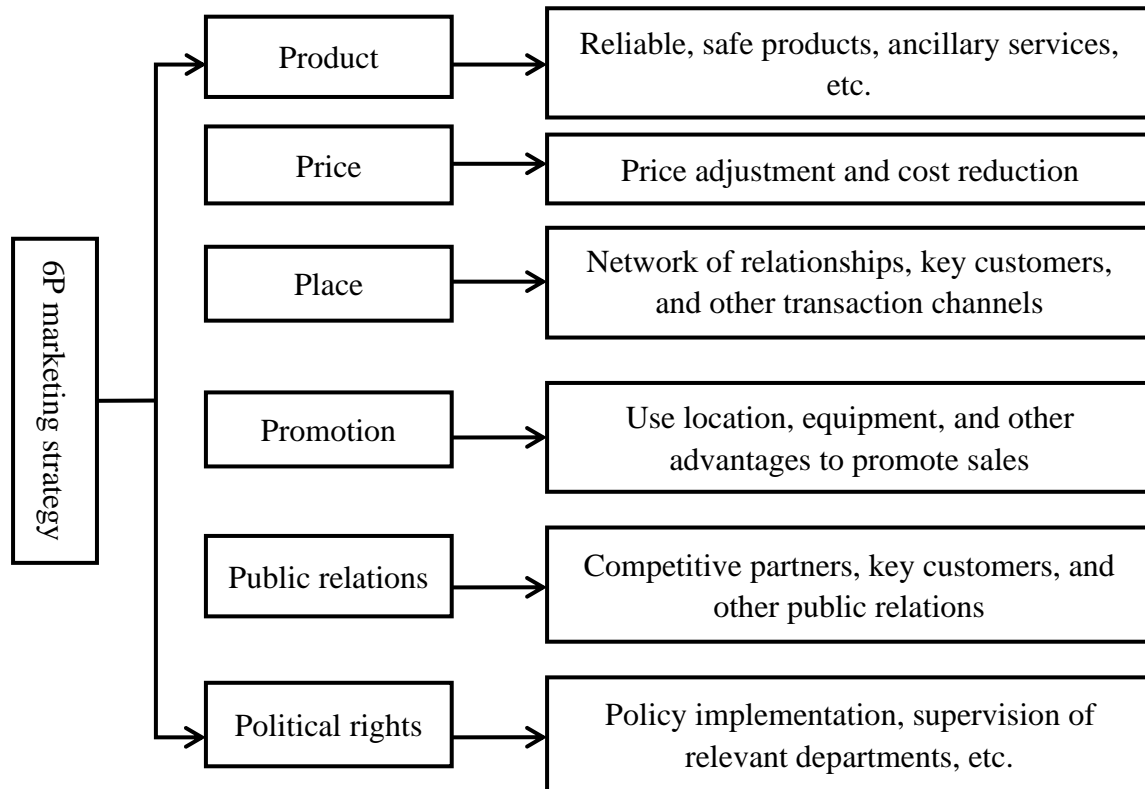 6P marketing strategy
Product
Reliable, safe products, ancillary services,
etc.
Price
Price adjustment and cost reduction
Place
Network of relationships, key customers,
and other transaction channels
Promotion
Use location, equipment, and other
advantages to promote sales
Public relations
Competitive partners, key customers, and
other public relations
Political rights
Policy implementation, supervision of
relevant departments, etc.